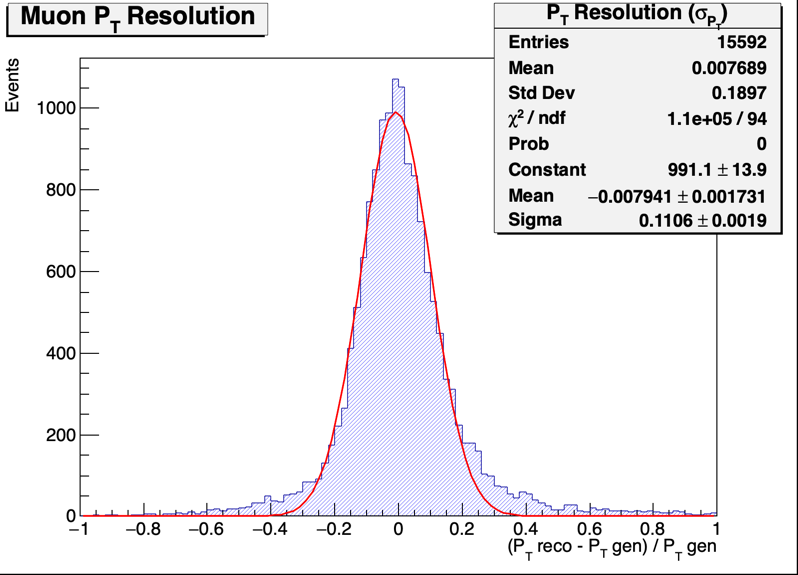 Muon P_T Resolution
P_T Resolution (σ_P_T)
Entries 15592
Mean 0.007689
Std Dev 0.1897
χ² / ndf 1.1e+05 / 94
Prob 0
Constant 991.1 ± 13.9
Mean −0.007941 ± 0.001731
Sigma 0.1106 ± 0.0019
Events
1000
800
600
400
200
0
−1 −0.8 −0.6 −0.4 −0.2 0 0.2 0.4 0.6 0.8 1
(P_T reco - P_T gen) / P_T gen